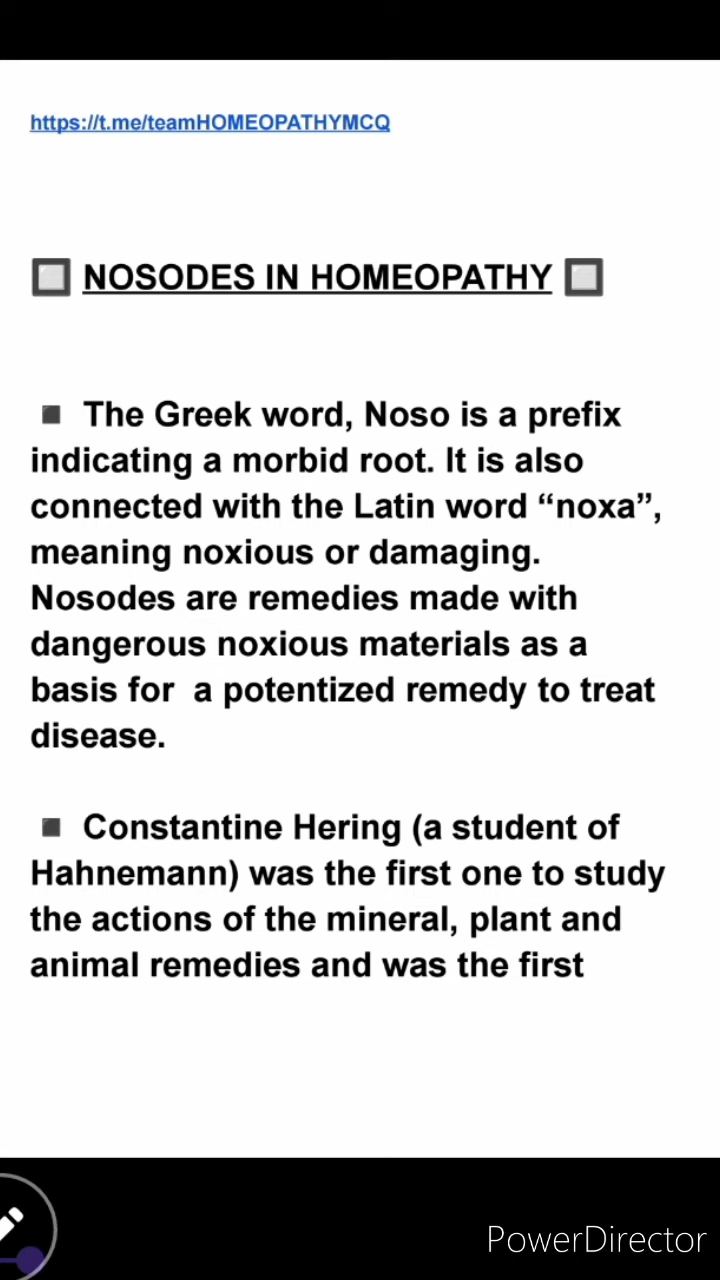 https://t.me/teamHOMEOPATHYMCQ
🔲 NOSODES IN HOMEOPATHY 🔲
◾ The Greek word, Noso is a prefix
indicating a morbid root. It is also
connected with the Latin word “noxa”,
meaning noxious or damaging.
Nosodes are remedies made with
dangerous noxious materials as a
basis for  a potentized remedy to treat
disease.
◾ Constantine Hering (a student of
Hahnemann) was the first one to study
the actions of the mineral, plant and
animal remedies and was the first
PowerDirector